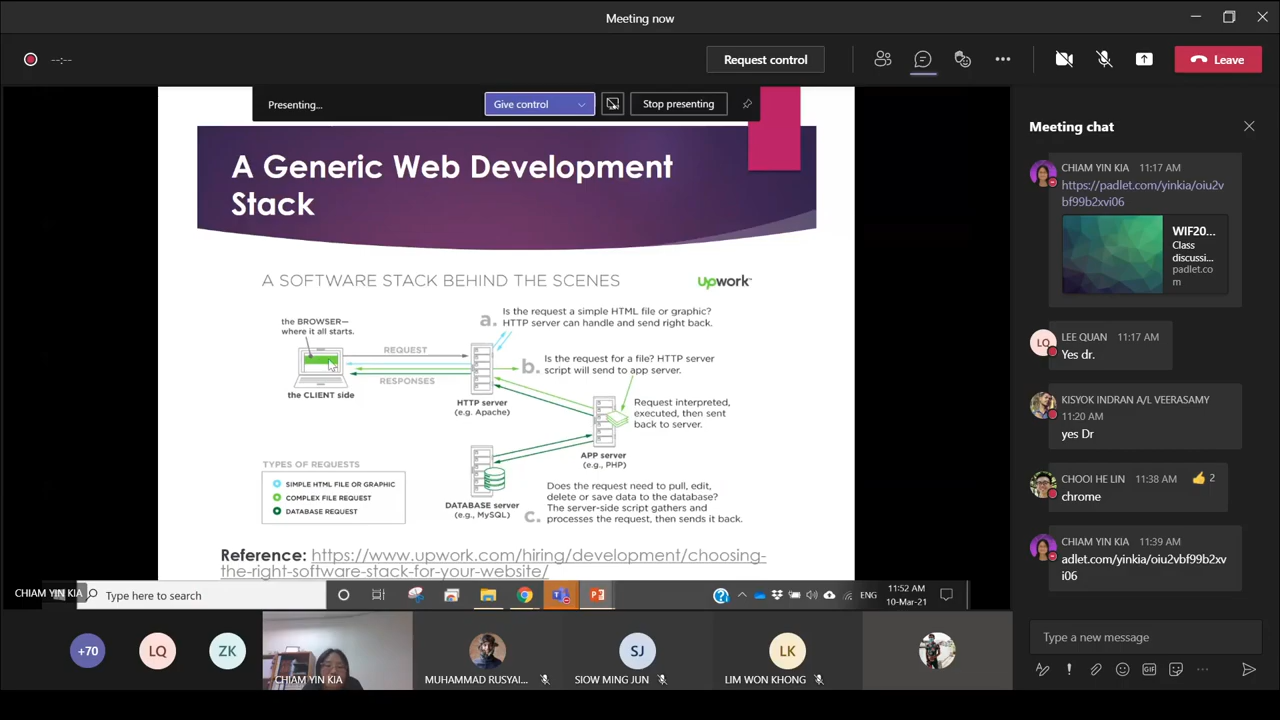 Meeting now
--:--
Request control
Leave
Presenting...
Give control
Stop presenting
A Generic Web Development
Stack
A SOFTWARE STACK BEHIND THE SCENES
upwork
the BROWSER—
where it all starts.
the CLIENT side
REQUEST
RESPONSES
HTTP server
(e.g. Apache)
a.
Is the request a simple HTML file or graphic?
HTTP server can handle and send right back.
b.
Is the request for a file? HTTP server
script will send to app server.
Request interpreted,
executed, then sent
back to server.
APP server
(e.g., PHP)
DATABASE server
(e.g., MySQL)
c.
Does the request need to pull, edit,
delete or save data to the database?
The server-side script gathers and
processes the request, then sends it back.
TYPES OF REQUESTS
SIMPLE HTML FILE OR GRAPHIC
COMPLEX FILE REQUEST
DATABASE REQUEST
Reference: https://www.upwork.com/hiring/development/choosing-
the-right-software-stack-for-your-website/
CHIAM YIN KIA
Type here to search
ENG
11:52 AM
10-Mar-21
+70
LQ
ZK
CHIAM YIN KIA
MUHAMMAD RUSYAI...
SJ
SIOW MING JUN
LK
LIM WON KHONG
Meeting chat
CHIAM YIN KIA 11:17 AM
https://padlet.com/yinkia/oiu2v
bf99b2xvi06
WIF20...
Class
discussi...
padlet.co
m
LQ
LEE QUAN 11:17 AM
Yes dr.
KISYOK INDRAN A/L VEERASAMY
11:20 AM
yes Dr
CHOOI HE LIN 11:38 AM 2
chrome
CHIAM YIN KIA 11:39 AM
adlet.com/yinkia/oiu2vbf99b2xv
i06
Type a new message
GIF